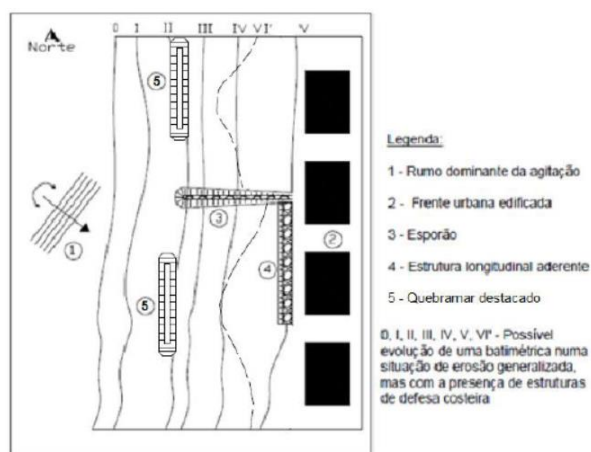 0 I II III IV V VI' V
Norte
5
1
3
4
2
5
Legenda:
1 - Rumo dominante da agitação
2 - Frente urbana edificada
3 - Esporão
4 - Estrutura longitudinal aderente
5 - Quebramar destacado
0, I, II, III, IV, V, VI' - Possível
evolução de uma batimétrica numa
situação de erosão generalizada,
mas com a presença de estruturas
de defesa costeira